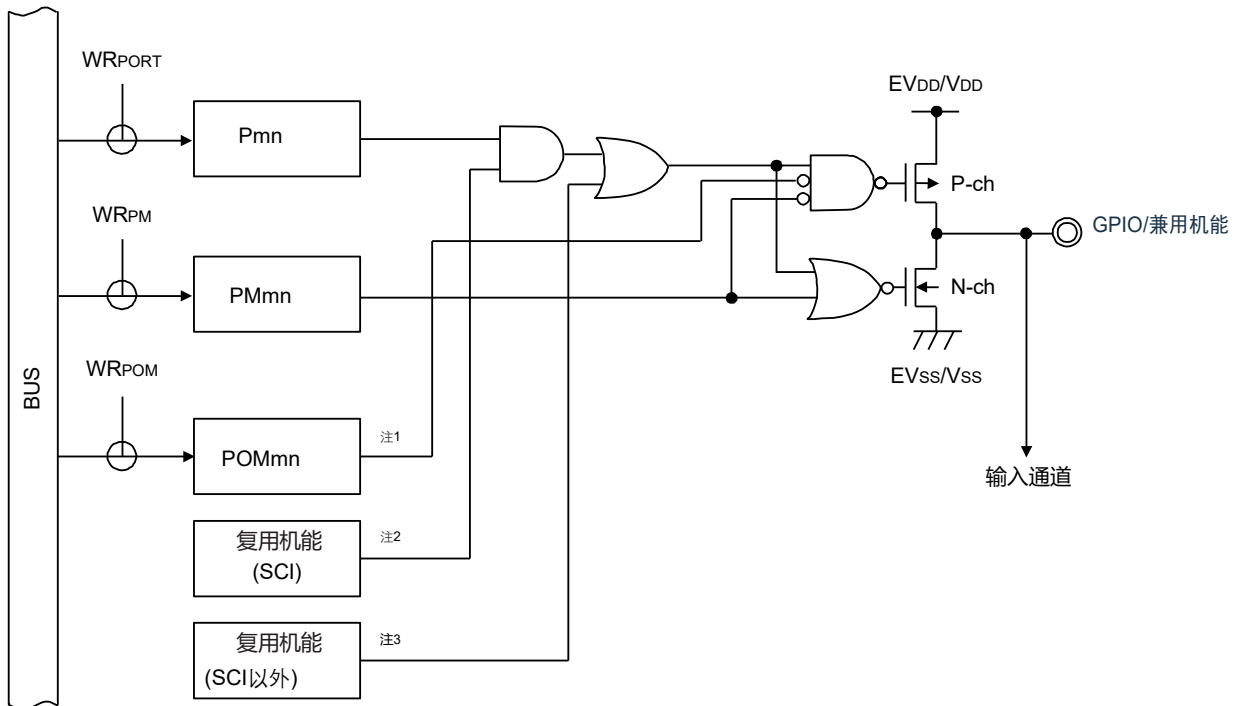 WRPORT
Pmn
EVDD/VDD
P-ch
GPIO/兼用机能
WRPM
PMmn
N-ch
EVSS/VSS
WRPOM
BUS
POMmn
注1
输入通道
复用机能
(SCI)
注2
复用机能
(SCI以外)
注3